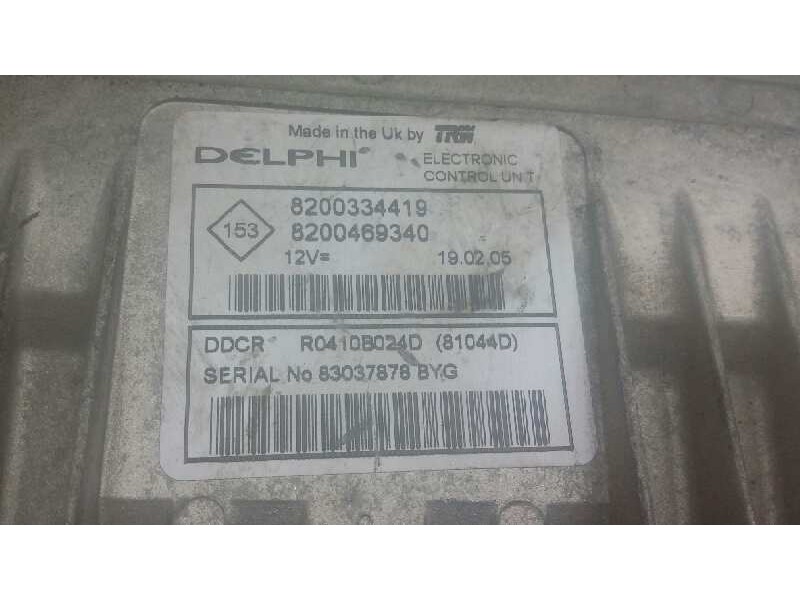 Made in the Uk by TRW
DELPHI ELECTRONIC
CONTROL UNIT
153
8200334419
8200469340
12V= 19.02.05
DDCR R0410B024D (81044D)
SERIAL No 83037878 BYG